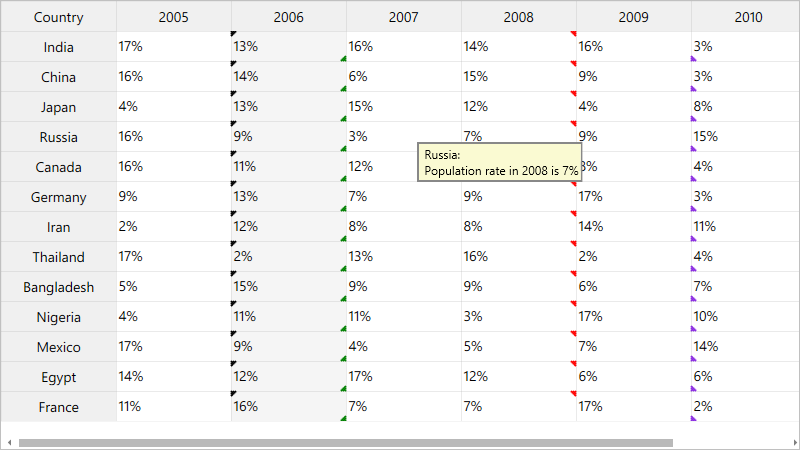 Country 2005 2006 2007 2008 2009 2010
India 17% 13% 16% 14% 16% 3%
China 16% 14% 6% 15% 9% 3%
Japan 4% 13% 15% 12% 4% 8%
Russia 16% 9% 3% 7% 9% 15%
Russia:
Population rate in 2008 is 7%
Canada 16% 11% 12% 4%
Germany 9% 13% 7% 9% 17% 3%
Iran 2% 12% 8% 8% 14% 11%
Thailand 17% 2% 13% 16% 2% 4%
Bangladesh 5% 15% 9% 9% 6% 7%
Nigeria 4% 11% 11% 3% 17% 10%
Mexico 17% 9% 4% 5% 7% 14%
Egypt 14% 12% 17% 12% 6% 6%
France 11% 16% 7% 7% 17% 2%